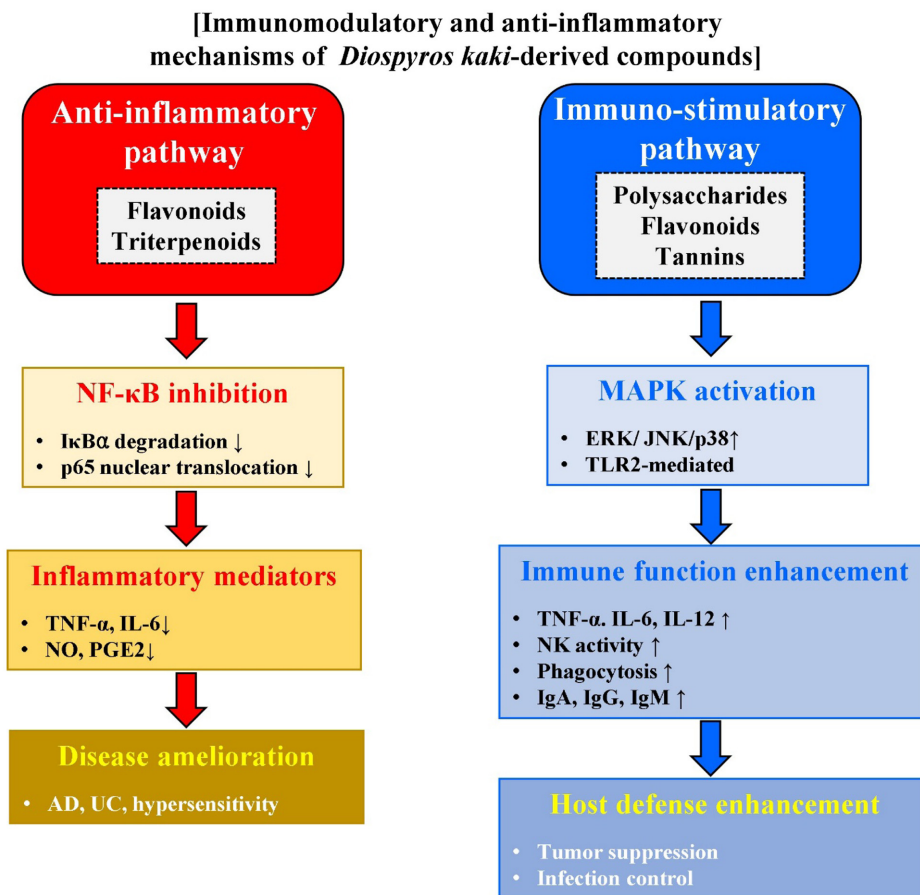 [Immunomodulatory and anti-inflammatory
mechanisms of Diospyros kaki-derived compounds]
Anti-inflammatory
pathway
Flavonoids
Triterpenoids
NF-κB inhibition
• IκBα degradation ↓
• p65 nuclear translocation ↓
Inflammatory mediators
• TNF-α, IL-6↓
• NO, PGE2↓
Disease amelioration
• AD, UC, hypersensitivity
Immuno-stimulatory
pathway
Polysaccharides
Flavonoids
Tannins
MAPK activation
• ERK/ JNK/p38↑
• TLR2-mediated
Immune function enhancement
• TNF-α. IL-6, IL-12 ↑
• NK activity ↑
• Phagocytosis ↑
• IgA, IgG, IgM ↑
Host defense enhancement
• Tumor suppression
• Infection control